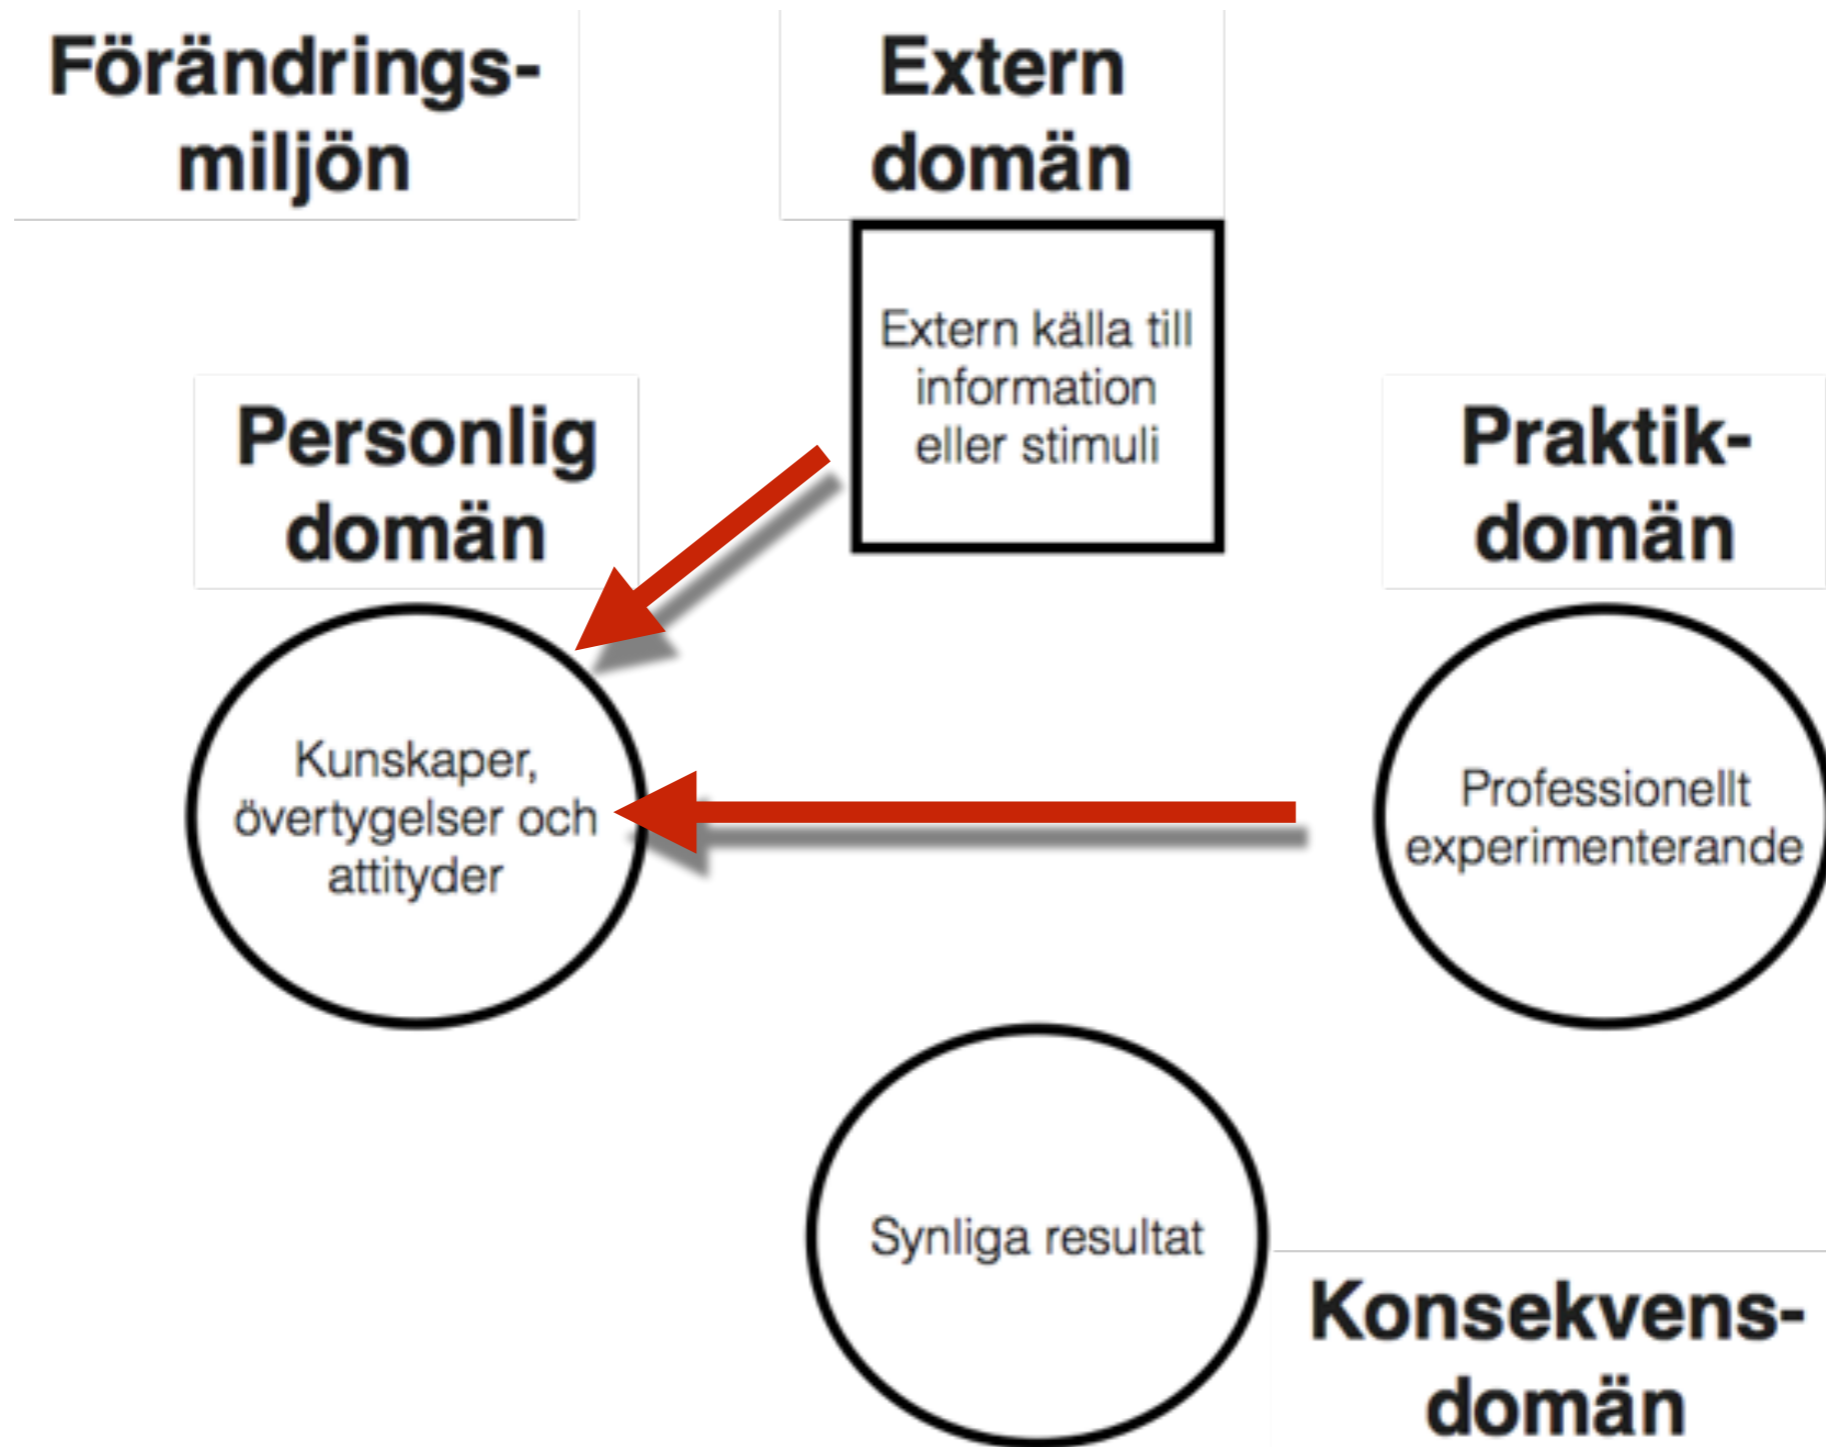 Förändrings-
miljön
Extern
domän
Extern källa till
information
eller stimuli
Personlig
domän
Praktik-
domän
Kunskaper,
övertygelser och
attityder
Professionellt
experimenterande
Synliga resultat
Konsekvens-
domän